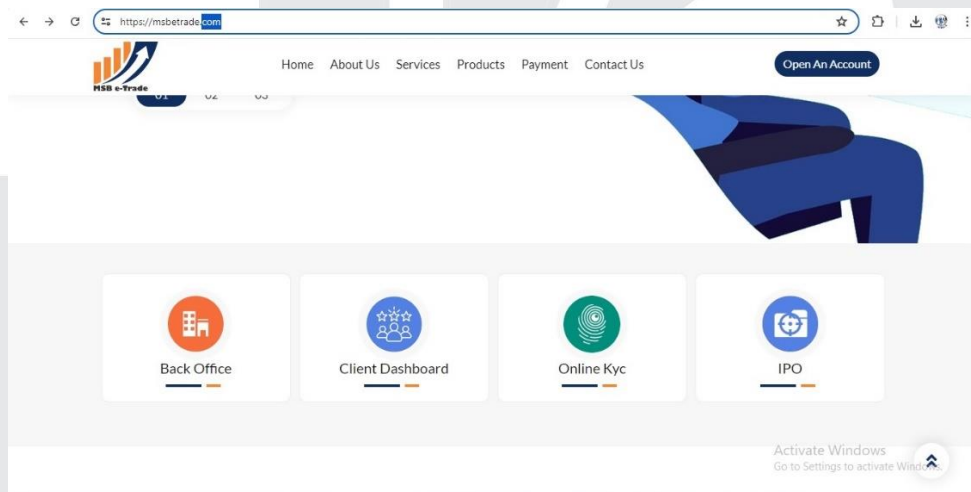 https://msbetrade.com
MSB e-Trade
Home About Us Services Products Payment Contact Us Open An Account
01 02 03
Back Office Client Dashboard Online Kyc IPO
Activate Windows
Go to Settings to activate Windows.